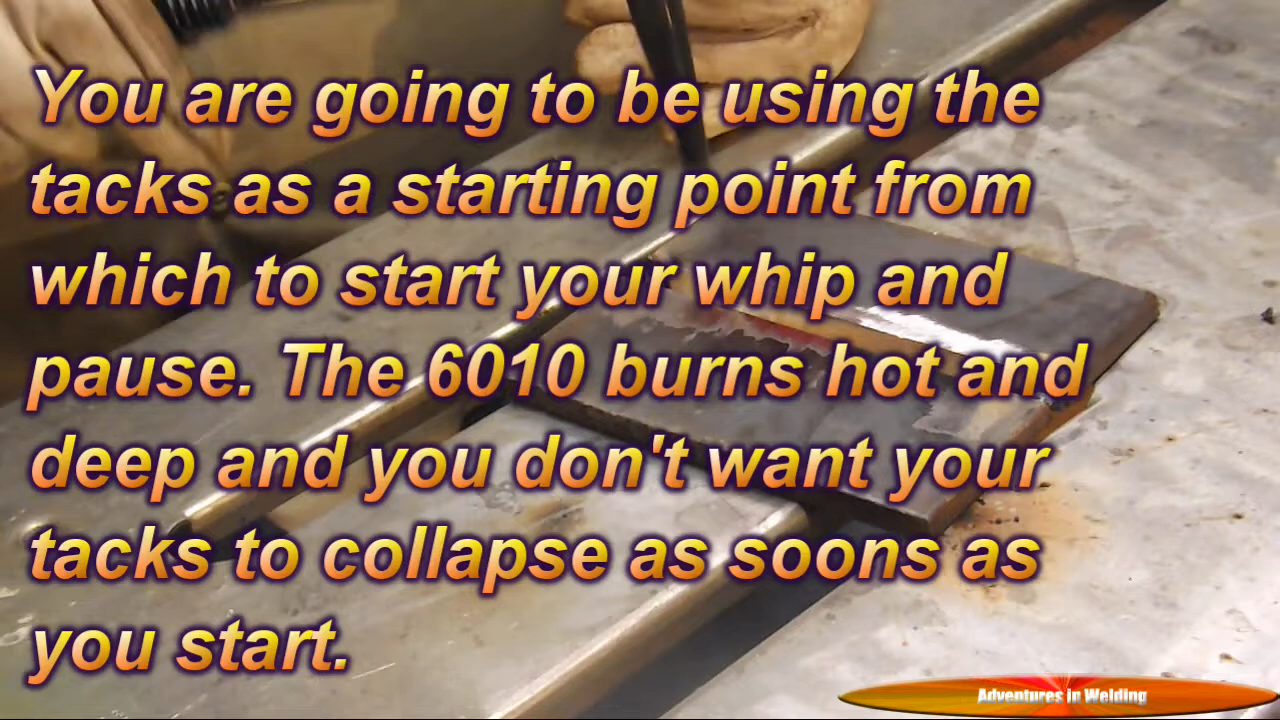 You are going to be using the
tacks as a starting point from
which to start your whip and
pause. The 6010 burns hot and
deep and you don't want your
tacks to collapse as soons as
you start.
Adventures in Welding